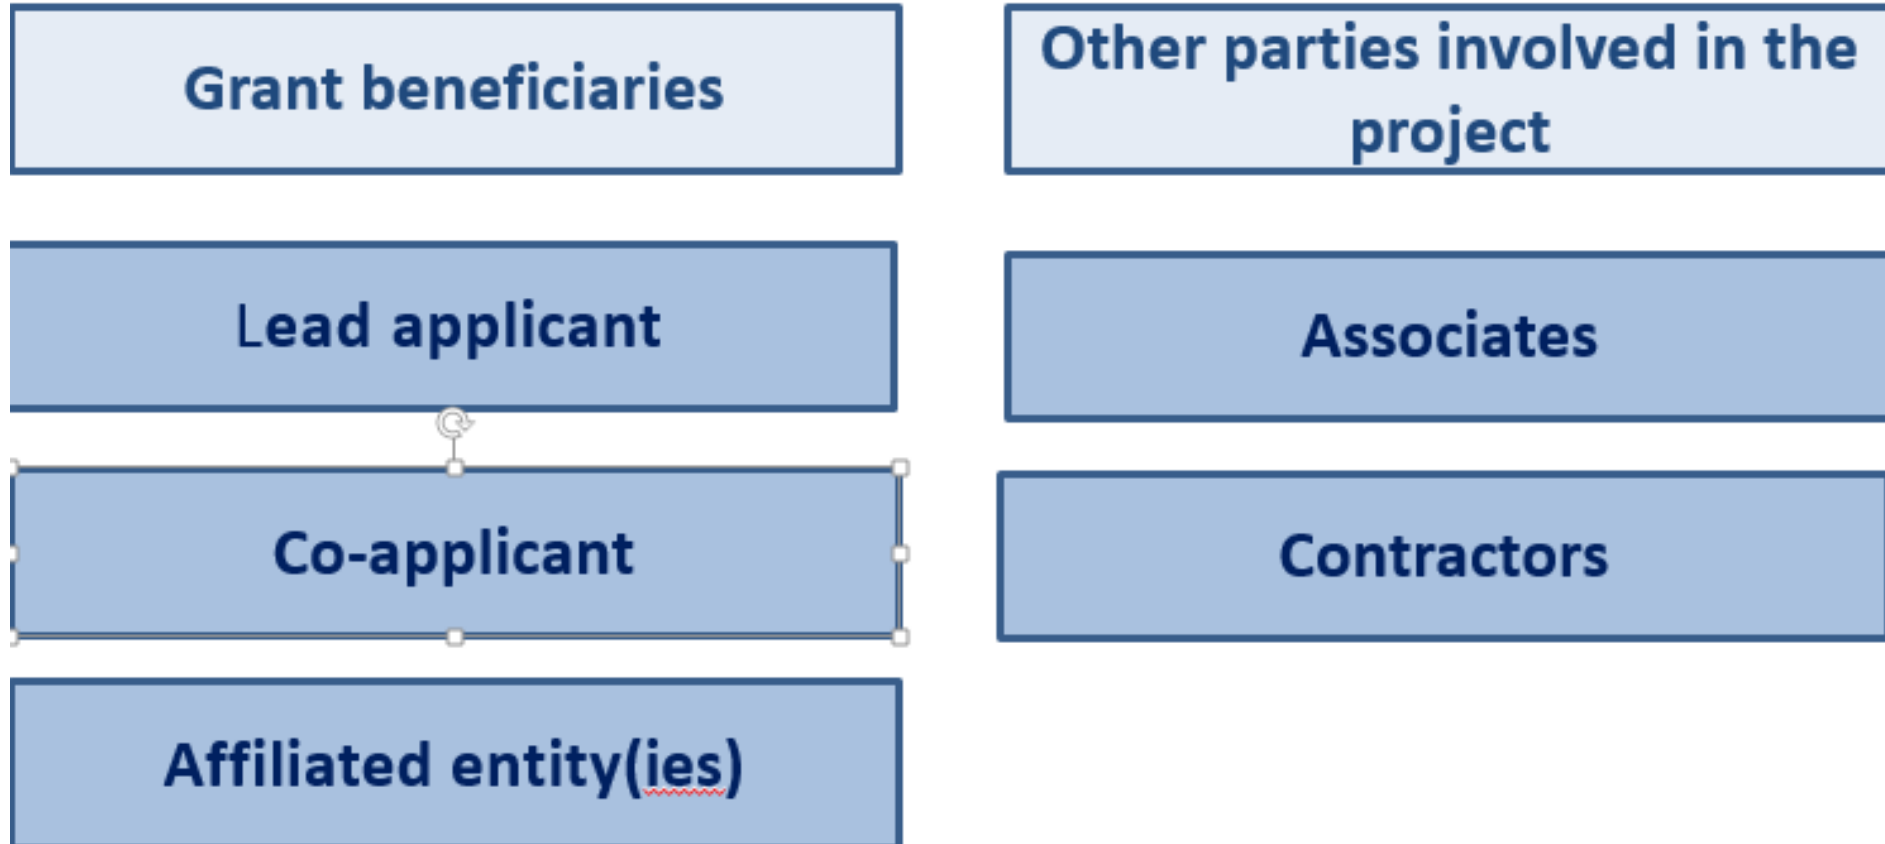 Grant beneficiaries
Lead applicant
Co-applicant
Affiliated entity(ies)
Other parties involved in the
project
Associates
Contractors